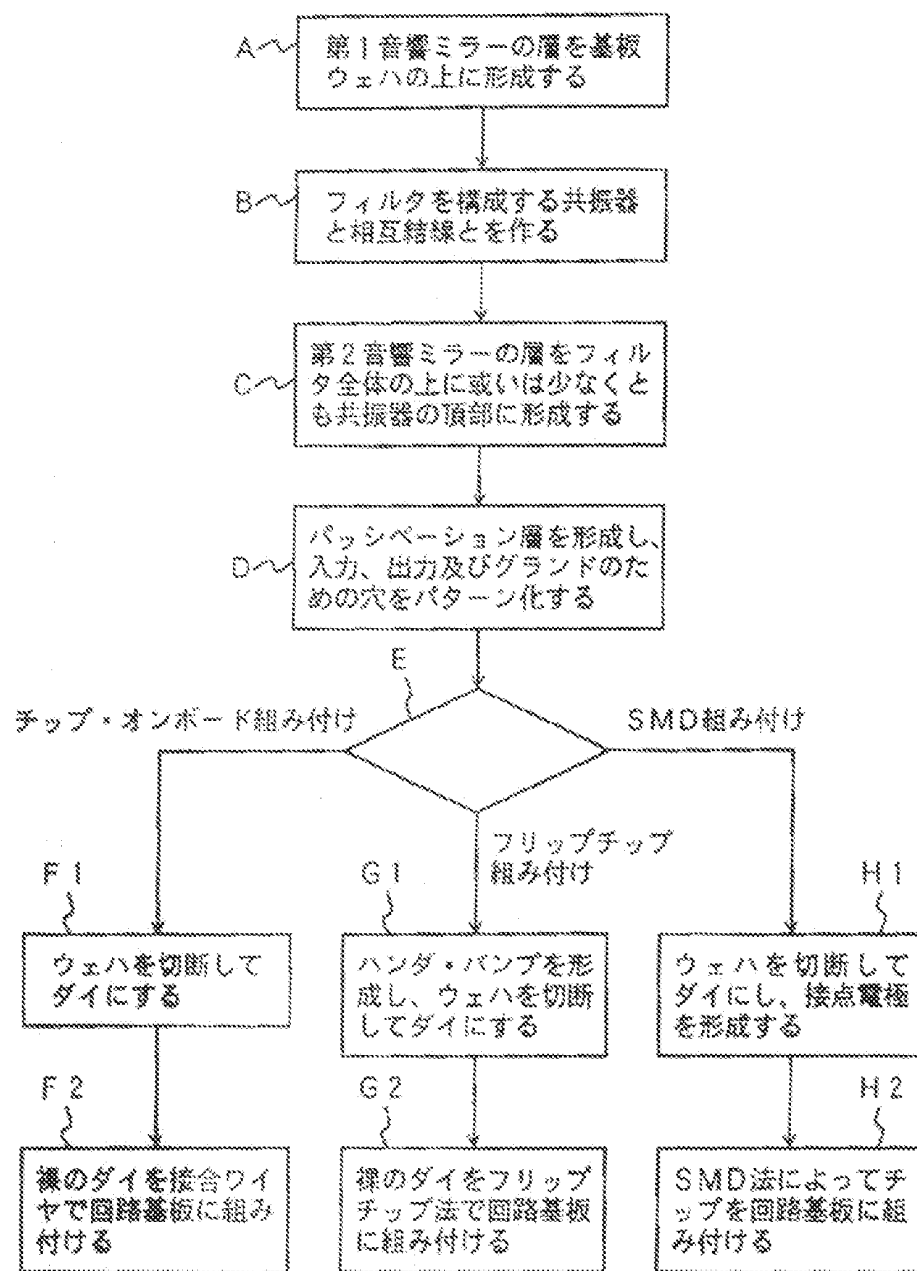 A
第1音響ミラーの層を基板
ウェハの上に形成する
B
フィルタを構成する共振器
と相互結線とを作る
C
第2音響ミラーの層をフィル
タ全体の上に或いは少なくと
も共振器の頂部に形成する
D
パッシベーション層を形成し、
入力、出力及びグランドのた
めの穴をパターン化する
E
チップ・オンボード組み付け
SMD組み付け
フリップチップ
組み付け
F1
ウェハを切断して
ダイにする
G1
ハンダ・バンプを形
成し、ウェハを切断
してダイにする
H1
ウェハを切断して
ダイにし、接点電極
を形成する
F2
裸のダイを接合ワイ
ヤで回路基板に組み
付ける
G2
裸のダイをフリップ
チップ法で回路基板
に組み付ける
H2
SMD法によってチ
ップを回路基板に組
み付ける